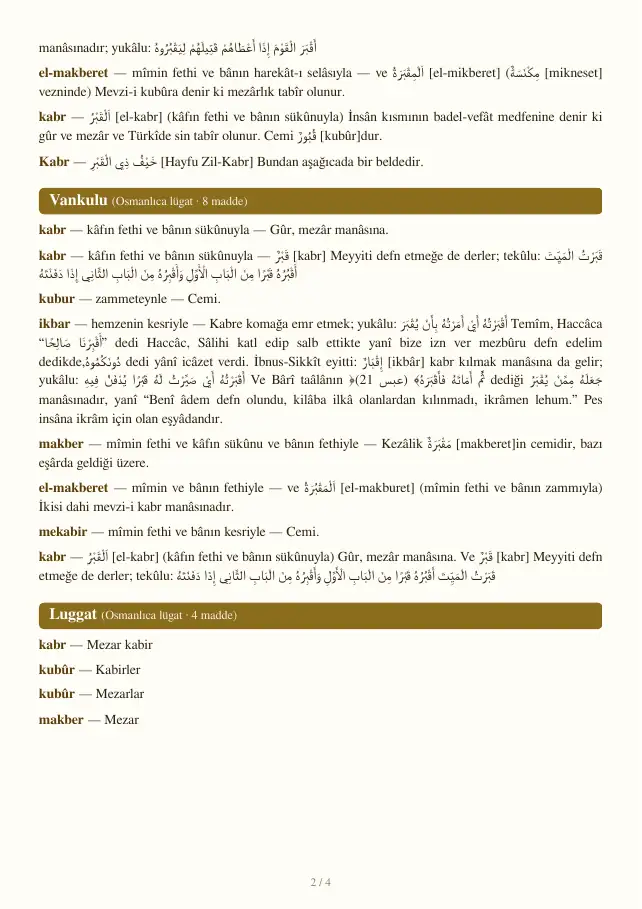 manâsınadır; yukâlu: أَقْبَرَ الْقَوْمَ إِذَا أَعْطَاهُمْ قَتِيلَهُمْ لِيَقْبُرُوهُ
el-makberet — mîmin fethi ve bânın harekât-ı selâsıyla — ve اَلْمِقْبَرَةُ [el-mikberet] (مِكْنَسَةٌ [mikneset]
vezninde) Mevzi-i kubûra denir ki mezârlık tabîr olunur.
kabr — اَلْقَبْرُ [el-kabr] (kâfın fethi ve bânın sükûnuyla) İnsân kısmının badel-vefât medfenine denir ki
gûr ve mezâr ve Türkîde sin tabîr olunur. Cemi قُبُورٌ [kubûr]dur.
Kabr — خَيْفُ ذِي الْقَبْرِ [Hayfu Zil-Kabr] Bundan aşağıcada bir beldedir.
Vankulu (Osmanlıca lügat · 8 madde)
kabr — kâfın fethi ve bânın sükûnuyla — Gûr, mezâr manâsına.
kabr — kâfın fethi ve bânın sükûnuyla — قَبْرٌ [kabr] Meyyiti defn etmeğe de derler; tekûlu: قَبَرْتُ الْمَيِّتَ
أَقْبُرُهُ قَبْرًا مِنَ الْبَابِ الْأَوَّلِ وَأَقْبِرُهُ مِنَ الْبَابِ الثَّانِي إِذَا دَفَنْتَهُ
kubur — zammeteynle — Cemi.
ikbar — hemzenin kesriyle — Kabre komağa emr etmek; yukâlu: أَقْبَرْتُهُ أَيْ أَمَرْتُهُ بِأَنْ يُقْبَرَ Temîm, Haccâca
“أَقْبِرْنَا صَالِحًا” dedi Haccâc, Sâlihi katl edip salb ettikte yanî bize izn ver mezbûru defn edelim
dedikde,دُونَكُمُوهُ dedi yânî icâzet verdi. İbnus-Sikkît eyitti: إِقْبَارٌ [ikbâr] kabr kılmak manâsına da gelir;
yukâlu: أَقْبَرْتُهُ أَيْ صَيَّرْتُ لَهُ قَبْرًا يُدْفَنُ فِيهِ Ve Bârî taâlânın ﴿ثُمَّ أَمَاتَهُ فَأَقْبَرَهُ﴾ (عبس 21) dediği جَعَلَهُ مِمَّنْ يُقْبَرُ
manâsınadır, yanî “Benî âdem defn olundu, kilâba ilkâ olanlardan kılınmadı, ikrâmen lehum.” Pes
insâna ikrâm için olan eşyâdandır.
makber — mîmin fethi ve kâfın sükûnu ve bânın fethiyle — Kezâlik مَقْبَرَةٌ [makberet]in cemidir, bazı
eşârda geldiği üzere.
el-makberet — mîmin ve bânın fethiyle — ve اَلْمَقْبُرَةُ [el-makburet] (mîmin fethi ve bânın zammıyla)
İkisi dahi mevzi-i kabr manâsınadır.
mekabir — mîmin fethi ve bânın kesriyle — Cemi.
kabr — اَلْقَبْرُ [el-kabr] (kâfın fethi ve bânın sükûnuyla) Gûr, mezâr manâsına. Ve قَبْرٌ [kabr] Meyyiti defn
etmeğe de derler; tekûlu: قَبَرْتُ الْمَيِّتَ أَقْبُرُهُ قَبْرًا مِنَ الْبَابِ الْأَوَّلِ وَأَقْبِرُهُ مِنَ الْبَابِ الثَّانِي إِذَا دَفَنْتَهُ
Luggat (Osmanlıca lügat · 4 madde)
kabr — Mezar kabir
kubûr — Kabirler
kubûr — Mezarlar
makber — Mezar
2 / 4